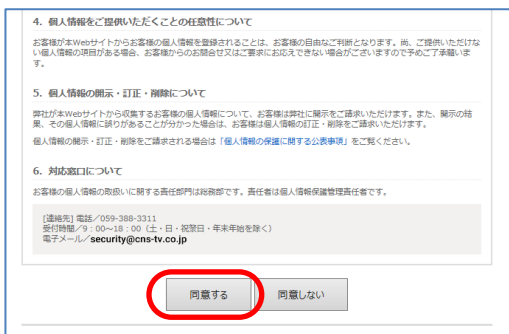 4. 個人情報をご提供いただくことの任意性について
お客様が本Webサイトからお客様の個人情報を登録されることは、お客様の自由なご判断となります。尚、ご提供いただけな
い個人情報の項目がある場合、お客様からのお問合せ又はご要求にお応えできない場合がございますので予めご了承願いま
す。
5. 個人情報の開示・訂正・削除について
弊社が本Webサイトから収集するお客様の個人情報について、お客様は弊社に開示をご請求いただけます。また、開示の結
果、その個人情報に誤りがあることが分かった場合は、お客様は個人情報の訂正・削除をご請求いただけます。
個人情報の開示・訂正・削除をご請求される場合は「個人情報の保護に関する公表事項」をご覧ください。
6. 対応窓口について
お客様の個人情報の取扱いに関する責任部門は総務部です。責任者は個人情報保護管理責任者です。
[連絡先] 電話／059-388-3311
受付時間／9：00～18：00（土・日・祝祭日・年末年始を除く）
電子メール／security@cns-tv.co.jp
同意する 同意しない